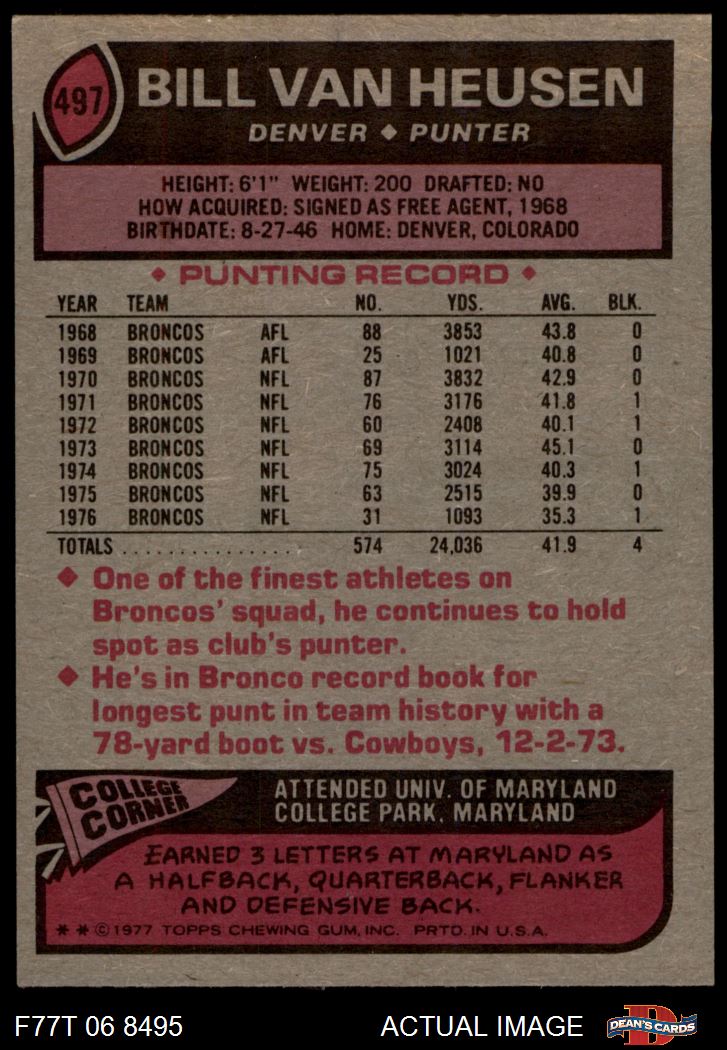 497
BILL VAN HEUSEN
DENVER ◆ PUNTER
HEIGHT: 6'1" WEIGHT: 200 DRAFTED: NO
HOW ACQUIRED: SIGNED AS FREE AGENT, 1968
BIRTHDATE: 8-27-46 HOME: DENVER, COLORADO
◆ PUNTING RECORD ◆
YEAR TEAM NO. YDS. AVG. BLK.
1968 BRONCOS AFL 88 3853 43.8 0
1969 BRONCOS AFL 25 1021 40.8 0
1970 BRONCOS NFL 87 3832 42.9 0
1971 BRONCOS NFL 76 3176 41.8 1
1972 BRONCOS NFL 60 2408 40.1 1
1973 BRONCOS NFL 69 3114 45.1 0
1974 BRONCOS NFL 75 3024 40.3 1
1975 BRONCOS NFL 63 2515 39.9 0
1976 BRONCOS NFL 31 1093 35.3 1
TOTALS . . . . . . . . . . . . . . . . 574 24,036 41.9 4
◆ One of the finest athletes on
Broncos' squad, he continues to hold
spot as club's punter.
◆ He's in Bronco record book for
longest punt in team history with a
78-yard boot vs. Cowboys, 12-2-73.
COLLEGE
CORNER
ATTENDED UNIV. OF MARYLAND
COLLEGE PARK, MARYLAND
EARNED 3 LETTERS AT MARYLAND AS
A HALFBACK, QUARTERBACK, FLANKER
AND DEFENSIVE BACK.
* * © 1977 TOPPS CHEWING GUM, INC. PRTD. IN U.S.A.
F77T 06 8495 ACTUAL IMAGE
D
DEAN'S CARDS